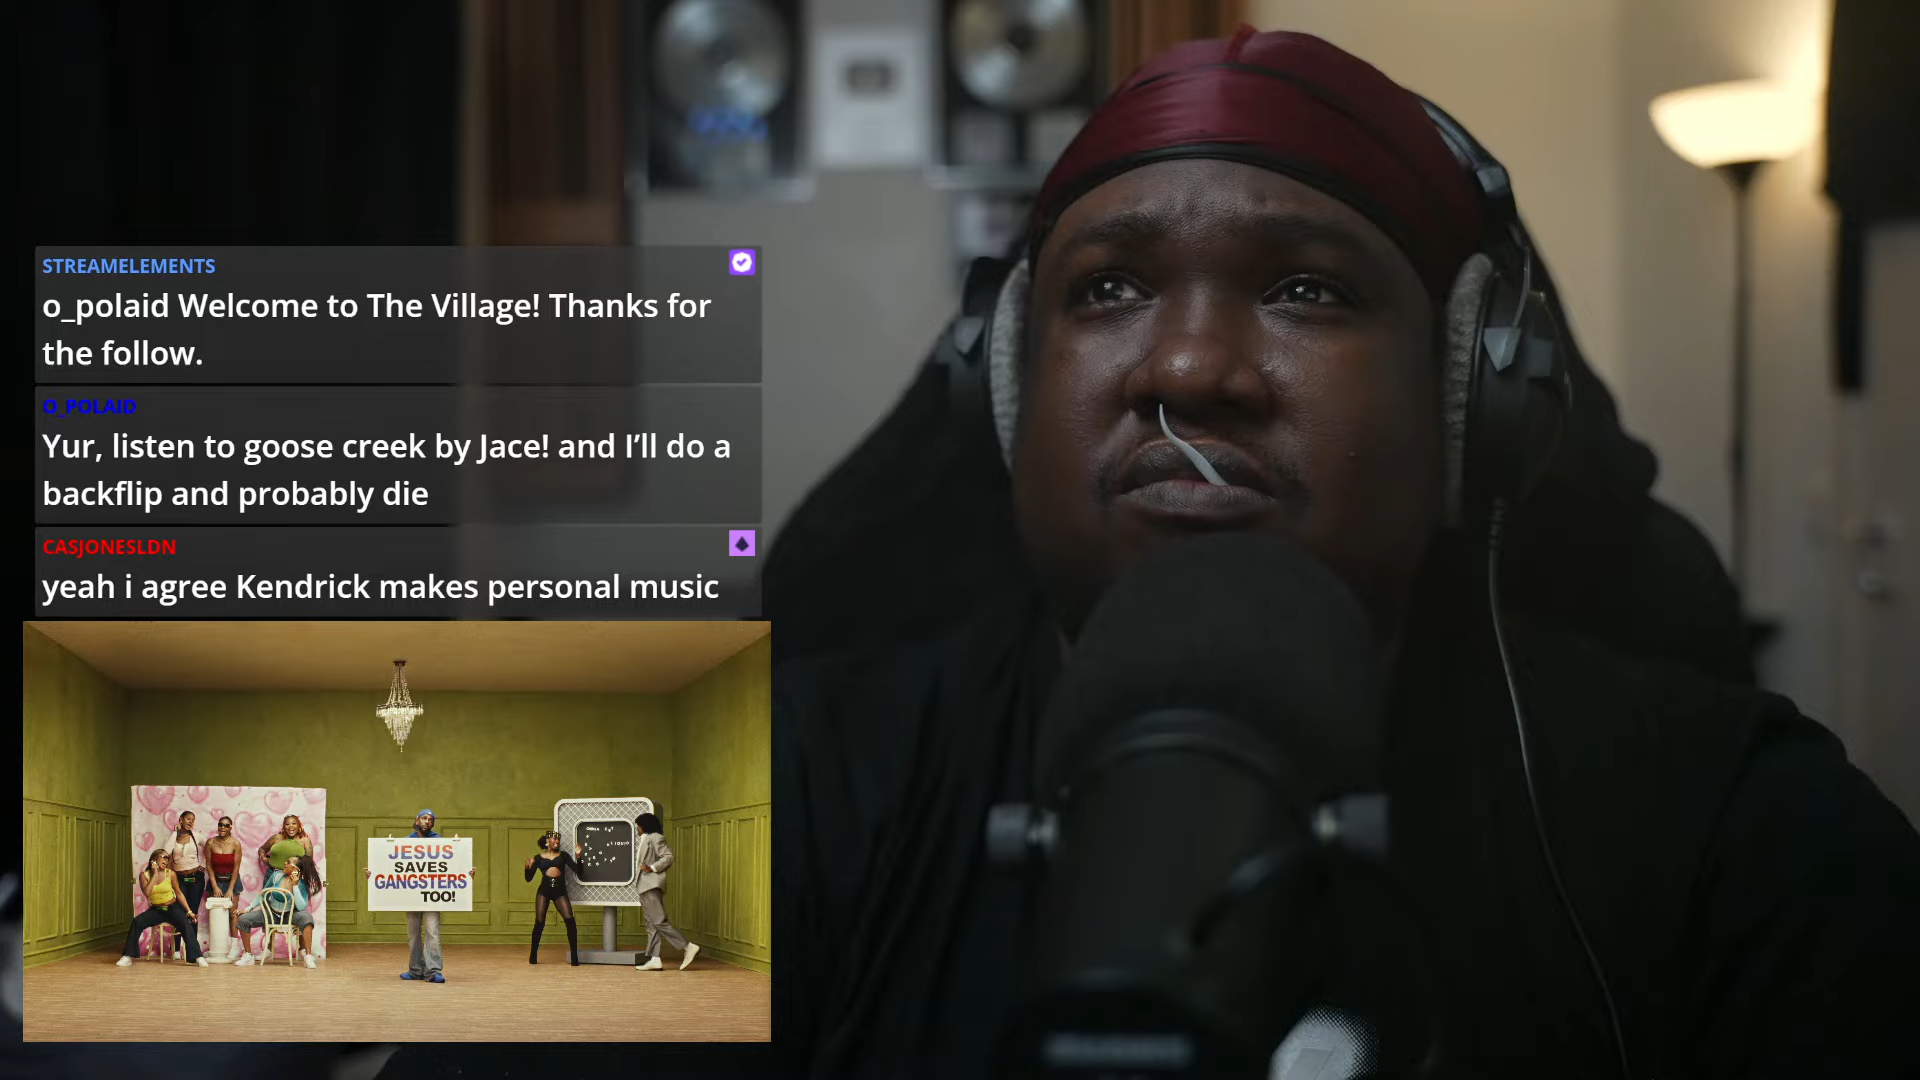 STREAMELEMENTS
o_polaid Welcome to The Village! Thanks for
the follow.
O_POLAID
Yur, listen to goose creek by Jace! and I’ll do a
backflip and probably die
CASJONESLDN
yeah i agree Kendrick makes personal music
JESUS
SAVES
GANGSTERS
TOO!